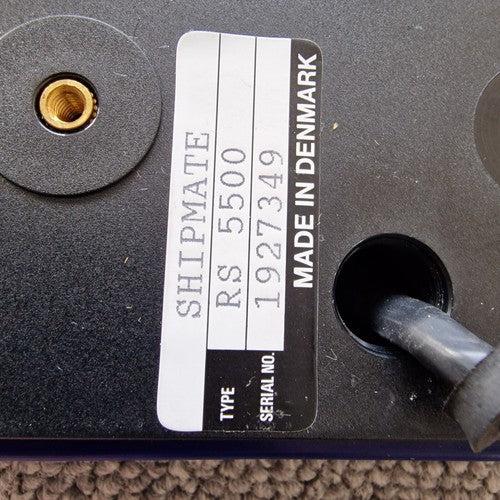 SHIPMATE
TYPE RS 5500
SERIAL NO. 1927349
MADE IN DENMARK